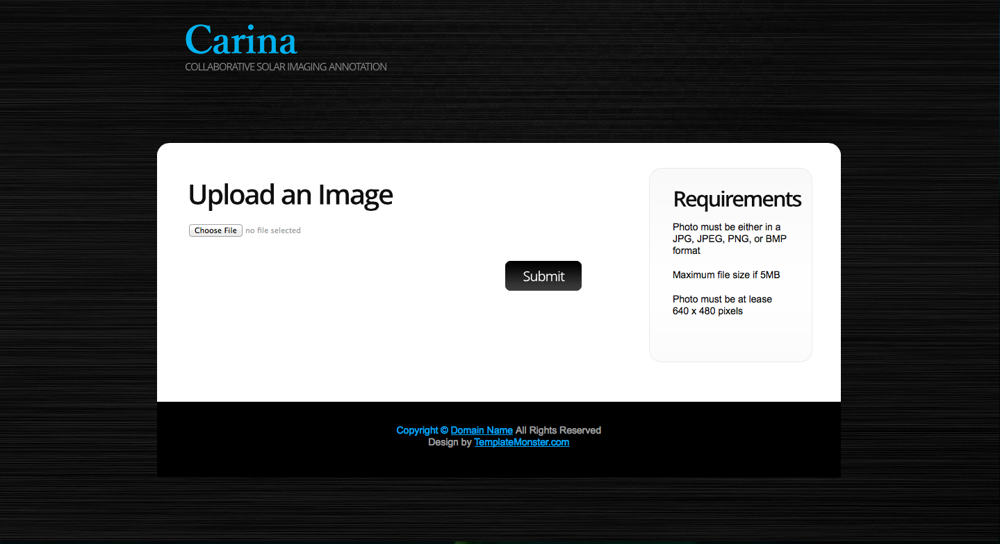 Carina
COLLABORATIVE SOLAR IMAGING ANNOTATION
Upload an Image
Choose File no file selected
Submit
Requirements
Photo must be either in a
JPG, JPEG, PNG, or BMP
format
Maximum file size if 5MB
Photo must be at lease
640 x 480 pixels
Copyright © Domain Name All Rights Reserved
Design by TemplateMonster.com